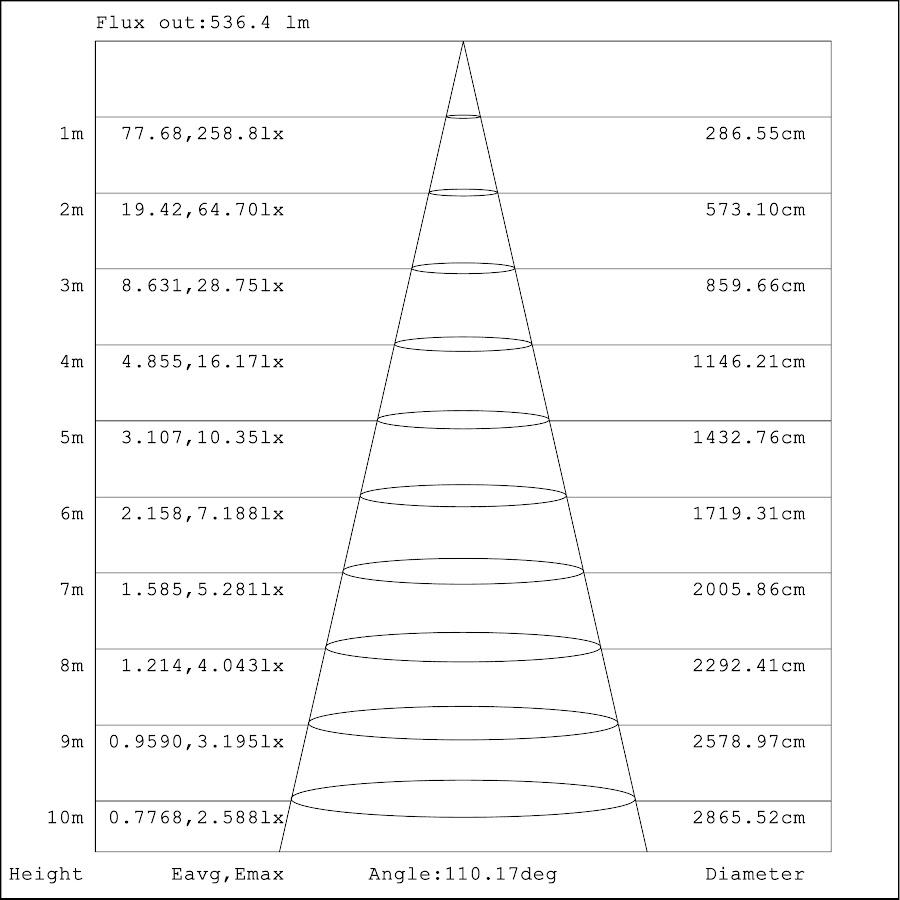 Flux out:536.4 lm
1m 77.68,258.8lx 286.55cm
2m 19.42,64.70lx 573.10cm
3m 8.631,28.75lx 859.66cm
4m 4.855,16.17lx 1146.21cm
5m 3.107,10.35lx 1432.76cm
6m 2.158,7.188lx 1719.31cm
7m 1.585,5.281lx 2005.86cm
8m 1.214,4.043lx 2292.41cm
9m 0.9590,3.195lx 2578.97cm
10m 0.7768,2.588lx 2865.52cm
Height Eavg,Emax Angle:110.17deg Diameter